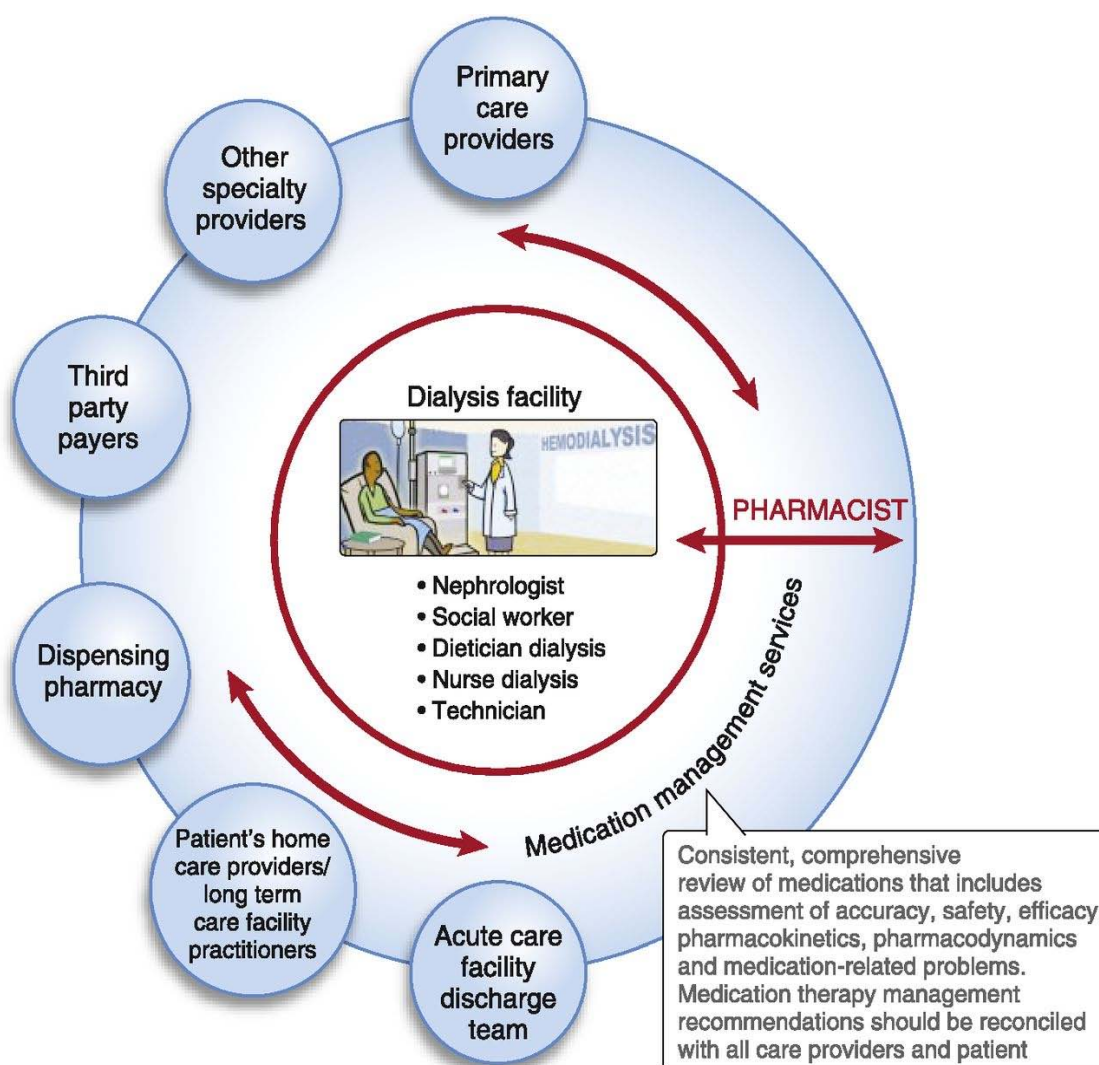 Primary
care
providers
Other
specialty
providers
Third
party
payers
Dispensing
pharmacy
Patient's home
care providers/
long term
care facility
practitioners
Acute care
facility
discharge
team
Dialysis facility
HEMODIALYSIS
• Nephrologist
• Social worker
• Dietician dialysis
• Nurse dialysis
• Technician
PHARMACIST
Medication management services
Consistent, comprehensive
review of medications that includes
assessment of accuracy, safety, efficacy
pharmacokinetics, pharmacodynamics
and medication-related problems.
Medication therapy management
recommendations should be reconciled
with all care providers and patient